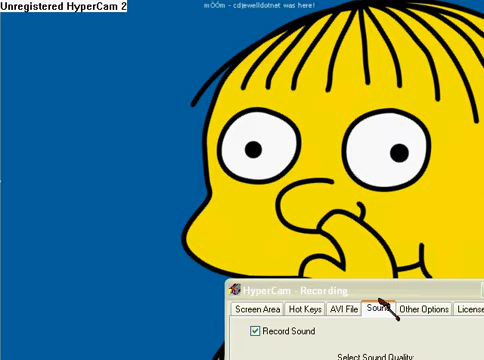 Unregistered HyperCam 2
mÓÓm - cdjewelldotnet was here!
HyperCam - Recording
Screen Area
Hot Keys
AVI File
Sound
Other Options
License
Record Sound
Select Sound Quality: